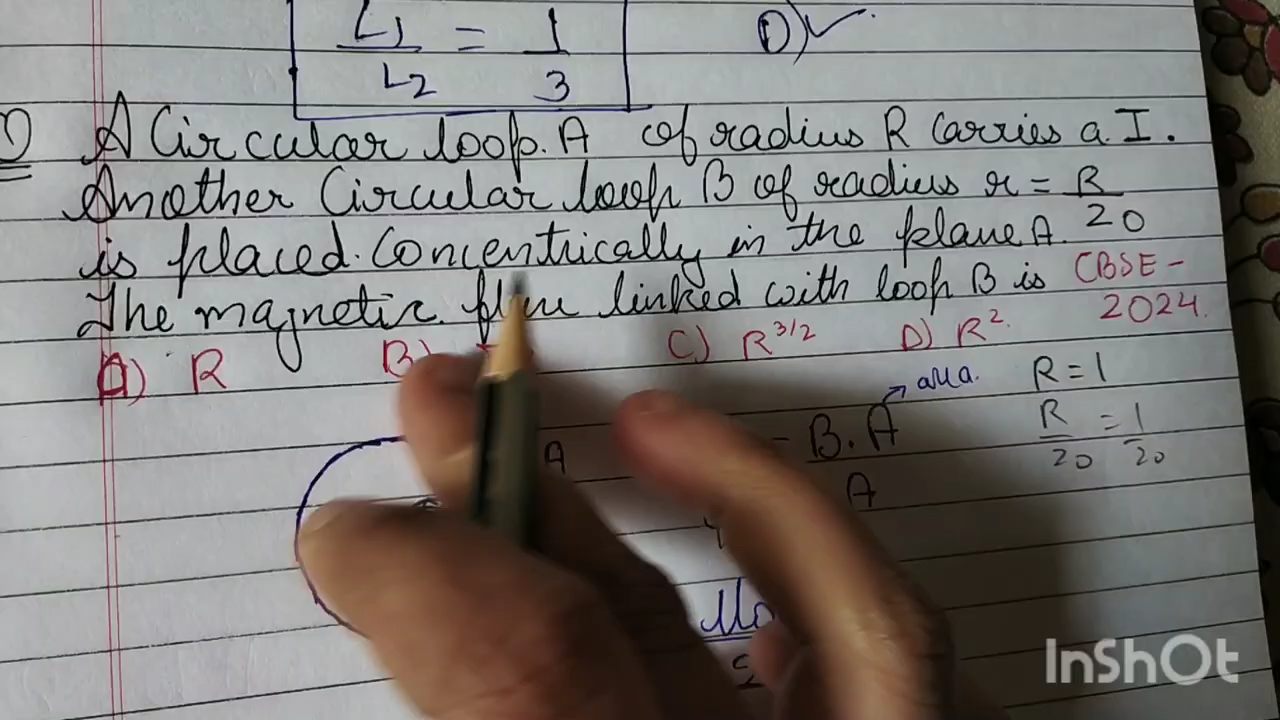 L1 = 1
L2 3
D)✓.
Q) A Circular loop. A of radius R carries a I.
Another Circular loop B of radius r = R
is placed. Concentrically in the plane A. 20
The magnetic. flux linked with loop B is CBSE -
2024.
A) R B) C) R^3/2 D) R².
area. R = 1
= B. A R = 1
20 20
A A
Mo
InShOt